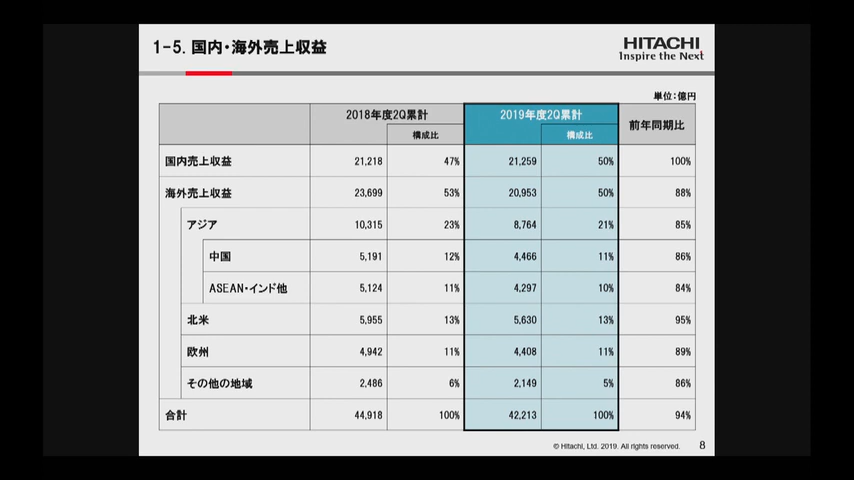 1-5. 国内・海外売上収益
HITACHI
Inspire the Next
単位:億円
2018年度2Q累計 2019年度2Q累計 前年同期比
構成比 構成比
国内売上収益 21,218 47% 21,259 50% 100%
海外売上収益 23,699 53% 20,953 50% 88%
アジア 10,315 23% 8,764 21% 85%
中国 5,191 12% 4,466 11% 86%
ASEAN・インド他 5,124 11% 4,297 10% 84%
北米 5,955 13% 5,630 13% 95%
欧州 4,942 11% 4,408 11% 89%
その他の地域 2,486 6% 2,149 5% 86%
合計 44,918 100% 42,213 100% 94%
© Hitachi, Ltd. 2019. All rights reserved. 8